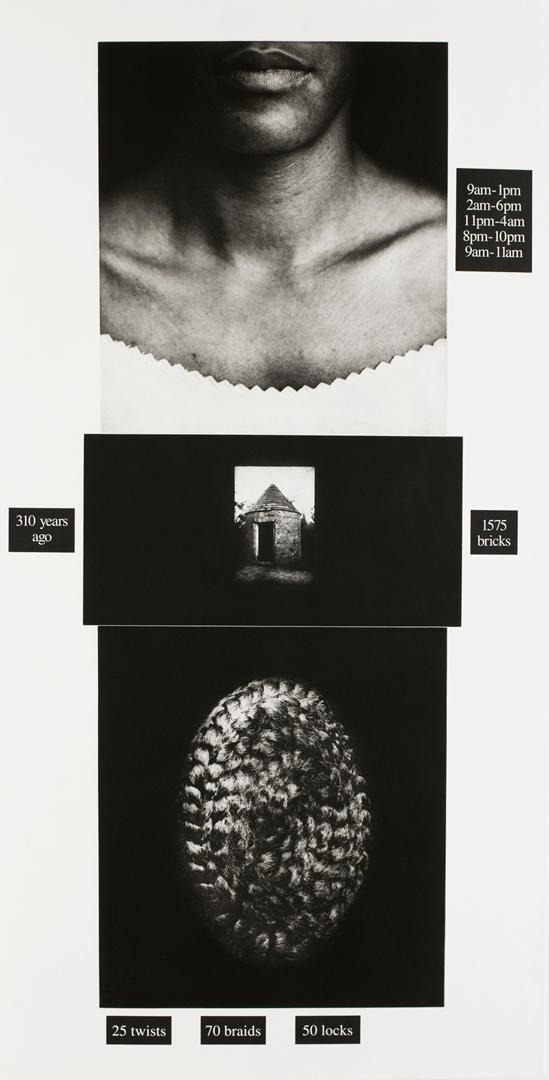 9am-1pm
2am-6pm
11pm-4am
8pm-10pm
9am-11am
310 years
ago
1575
bricks
25 twists
70 braids
50 locks